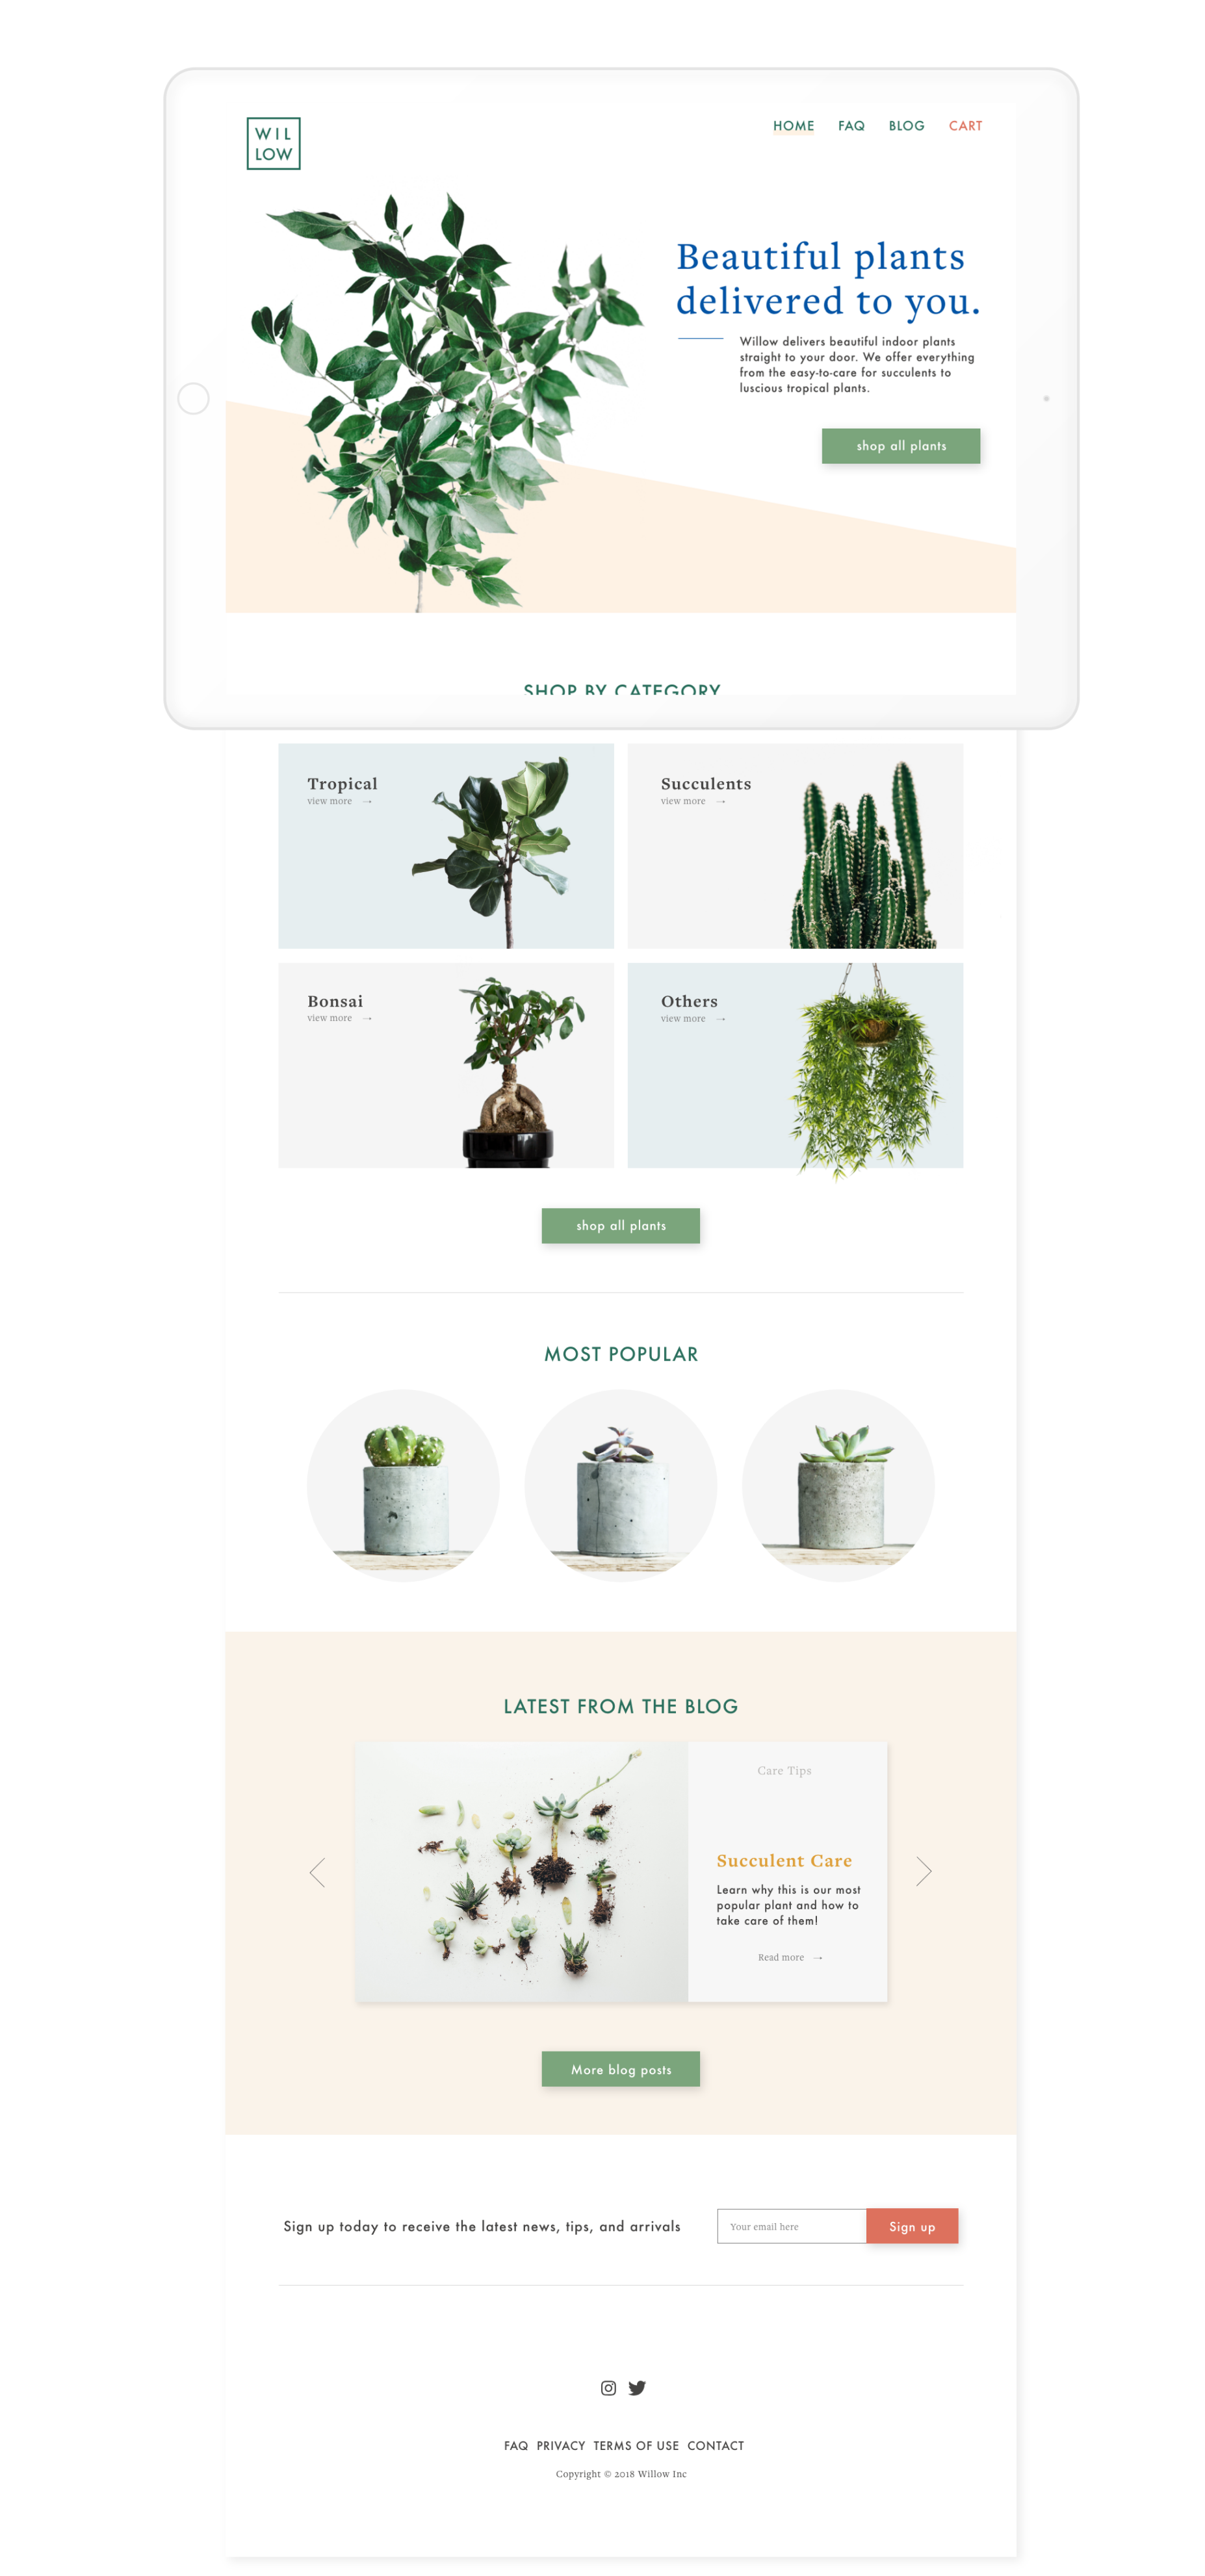 WIL
LOW
HOME FAQ BLOG CART
Beautiful plants
delivered to you.
Willow delivers beautiful indoor plants
straight to your door. We offer everything
from the easy-to-care for succulents to
luscious tropical plants.
shop all plants
SHOP BY CATEGORY
Tropical
view more →
Succulents
view more →
Bonsai
view more →
Others
view more →
shop all plants
MOST POPULAR
LATEST FROM THE BLOG
Care Tips
Succulent Care
Learn why this is our most
popular plant and how to
take care of them!
Read more →
More blog posts
Sign up today to receive the latest news, tips, and arrivals
Your email here
Sign up
FAQ PRIVACY TERMS OF USE CONTACT
Copyright © 2018 Willow Inc